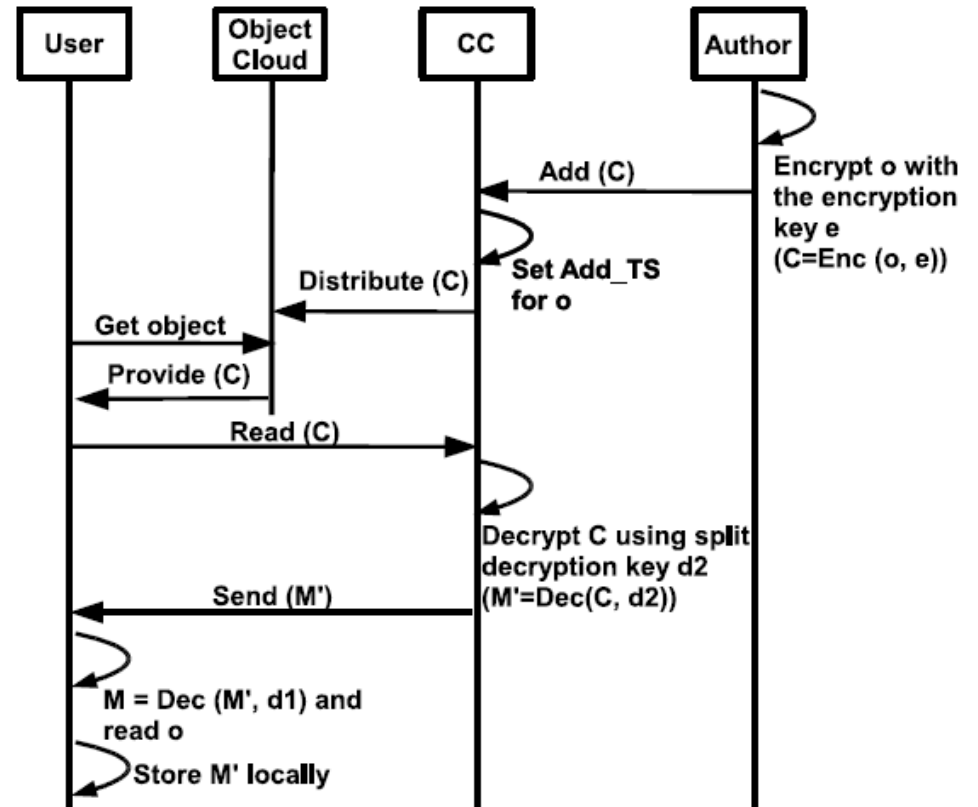 User
Object
Cloud
CC
Author
Encrypt o with
the encryption
key e
(C=Enc (o, e))
Add (C)
Set Add_TS
for o
Distribute (C)
Get object
Provide (C)
Read (C)
Decrypt C using split
decryption key d2
(M'=Dec(C, d2))
Send (M')
M = Dec (M', d1) and
read o
Store M' locally